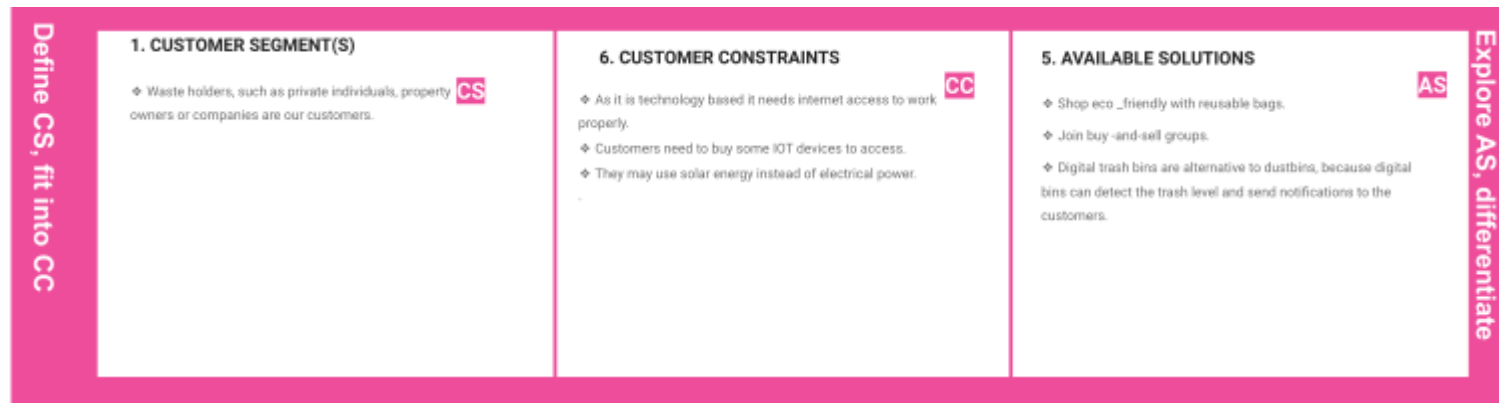 Define CS, fit into CC
1. CUSTOMER SEGMENT(S)
❖ Waste holders, such as private individuals, property
owners or companies are our customers.
CS
6. CUSTOMER CONSTRAINTS
CC
❖ As it is technology based it needs internet access to work
properly.
❖ Customers need to buy some IOT devices to access.
❖ They may use solar energy instead of electrical power.
.
5. AVAILABLE SOLUTIONS
AS
❖ Shop eco _friendly with reusable bags.
❖ Join buy -and-sell groups.
❖ Digital trash bins are alternative to dustbins, because digital
bins can detect the trash level and send notifications to the
customers.
Explore AS, differentiate